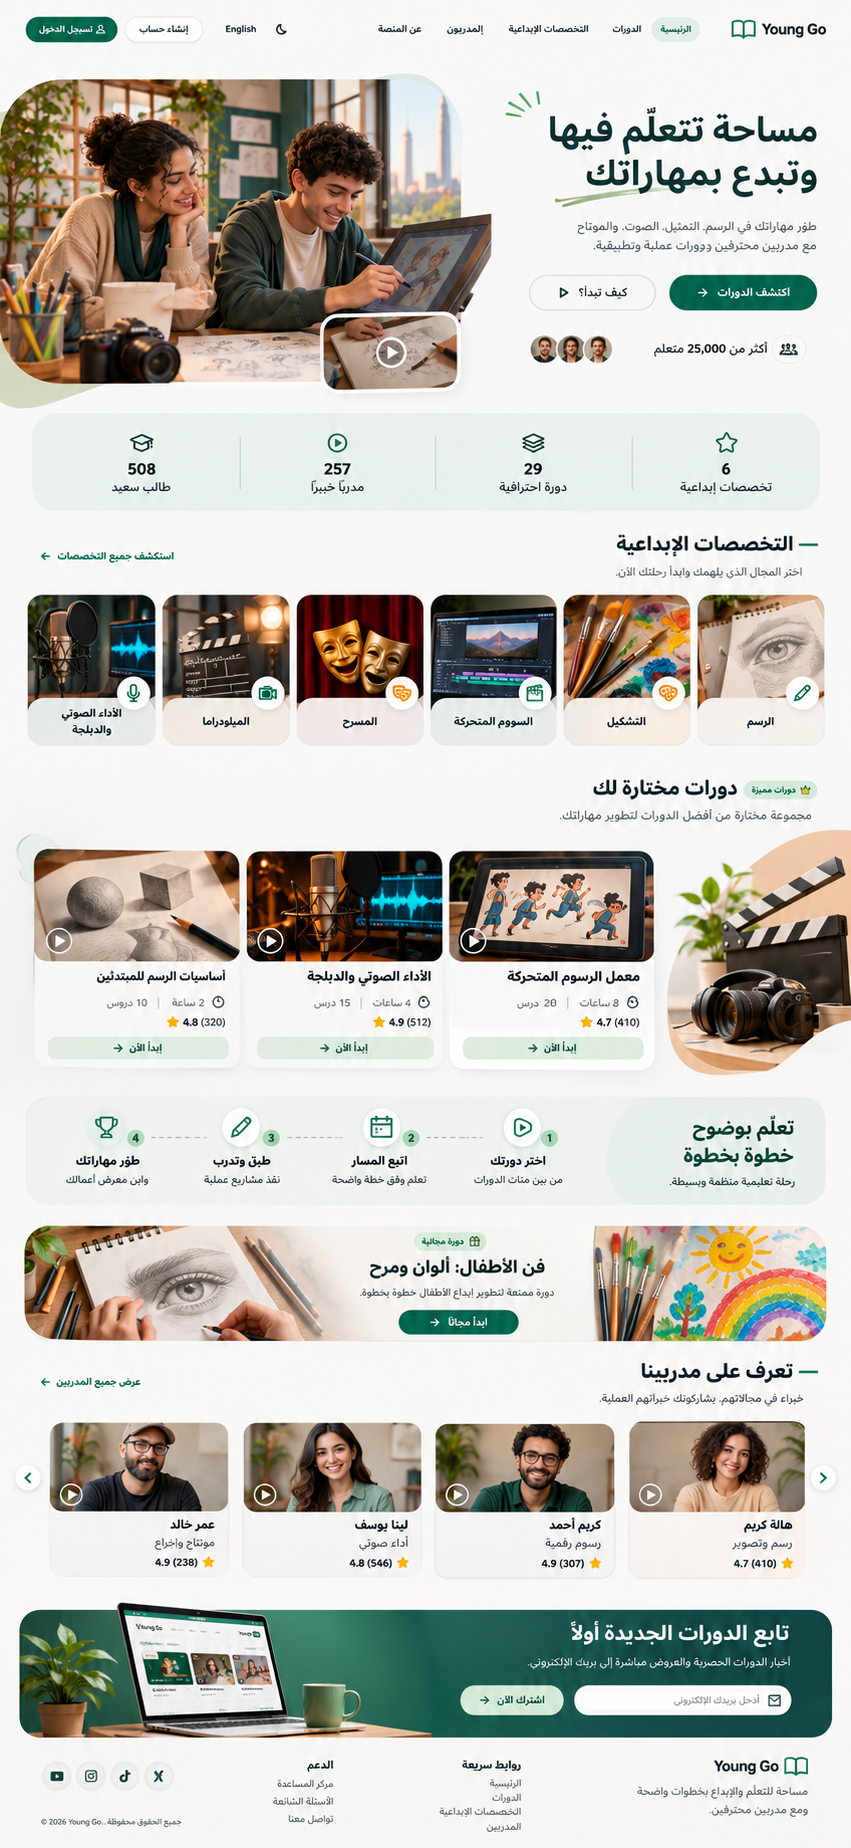 Young Go
الرئيسية
الدورات
التخصصات الإبداعية
إلمدربون
عن المنصة
English
إنشاء حساب
تسجيل الدخول
مساحة تتعلّم فيها
وتبدع بمهاراتك
طوّر مهاراتك في الرسم. التمثيل. الصوت. والمونتاج
مع مدربين محترفين ودورات عملية وتطبيقية.
اكتشف الدورات
كيف تبدأ؟
أكثر من 25,000 متعلم
6
تخصصات إبداعية
29
دورة احترافية
257
مدربًا خبيرًا
508
طالب سعيد
التخصصات الإبداعية
اختر المجال الذي يلهمك وابدأ رحلتك الآن.
استكشف جميع التخصصات
الرسم
التشكيل
السووم المتحركة
المسرح
الميلودراما
الأداء الصوتي
والدبلجة
دورات مميزة
دورات مختارة لك
مجموعة مختارة من أفضل الدورات لتطوير مهاراتك.
معمل الرسوم المتحركة
8 ساعات | 20 درس
4.7 (410)
إبدأ الأن
الأداء الصوتي والدبلجة
4 ساعات | 15 درس
4.9 (512)
إبدأ الأن
أساسيات الرسم للمبتدئين
2 ساعة | 10 دروس
4.8 (320)
إبدأ الأن
تعلّم بوضوح
خطوة بخطوة
رحلة تعليمية منظمة وبسيطة.
1
اختر دورتك
من بين مئات الدورات
2
اتبع المسار
تعلم وفق خطة واضحة
3
طبق وتدرب
نفذ مشاريع عملية
4
طوّر مهاراتك
وابن معرض أعمالك
دورة مجانية
فن الأطفال: ألوان ومرح
دورة ممتعة لتطوير إبداع الأطفال خطوة بخطوة.
ابدأ مجانًا
تعرف على مدربينا
خبراء في مجالاتهم. يشاركونك خبراتهم العملية.
عرض جميع المدربين
هالة كريم
رسم وتصوير
4.7 (410)
كريم أحمد
رسوم رقمية
4.9 (307)
لينا يوسف
أداء صوتي
4.8 (546)
عمر خالد
مونتاج وإخراع
4.9 (238)
تابع الدورات الجديدة أولاً
أخبار الدورات الحصرية والعروض مباشرة إلى بريدك الإلكتروني.
أدخل بريدك الإلكتروني
اشترك الأن
Young Go
Young Go
مساحة للتعلّم والإبداع بخطوات واضحة
ومع مدربين محترفين.
روابط سريعة
الرئيسية
الدورات
التخصصات الإبداعية
المدربين
الدعم
مركز المساعدة
الأسئلة الشائعة
تواصل معنا
جميع الحقوق محفوظة..Young Go 2026 ©